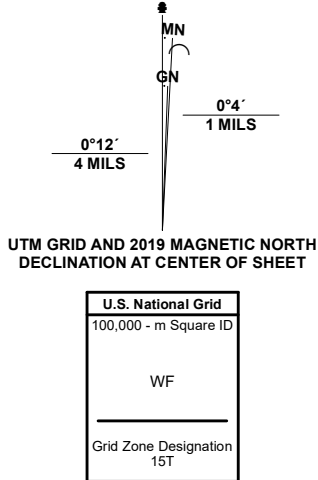 MN
GN
0°4´
1 MILS
0°12´
4 MILS
UTM GRID AND 2019 MAGNETIC NORTH
DECLINATION AT CENTER OF SHEET
U.S. National Grid
100,000 - m Square ID
WF
Grid Zone Designation
15T